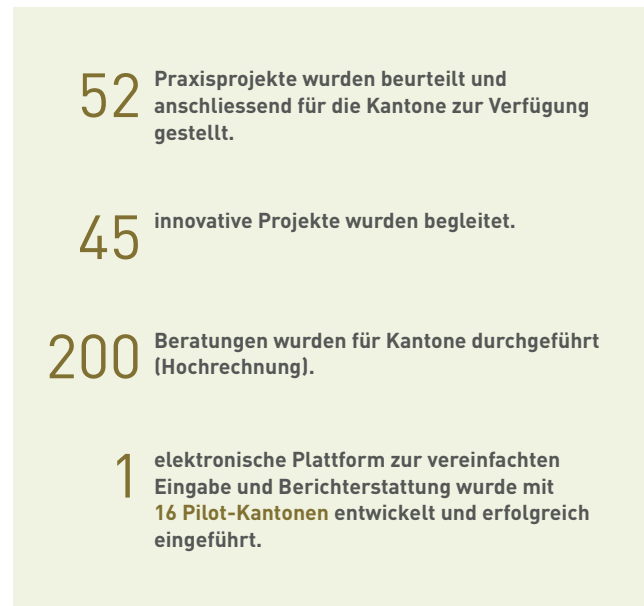 52 Praxisprojekte wurden beurteilt und
anschliessend für die Kantone zur Verfügung
gestellt.
45 innovative Projekte wurden begleitet.
200 Beratungen wurden für Kantone durchgeführt
(Hochrechnung).
1 elektronische Plattform zur vereinfachten
Eingabe und Berichterstattung wurde mit
16 Pilot-Kantonen entwickelt und erfolgreich
eingeführt.